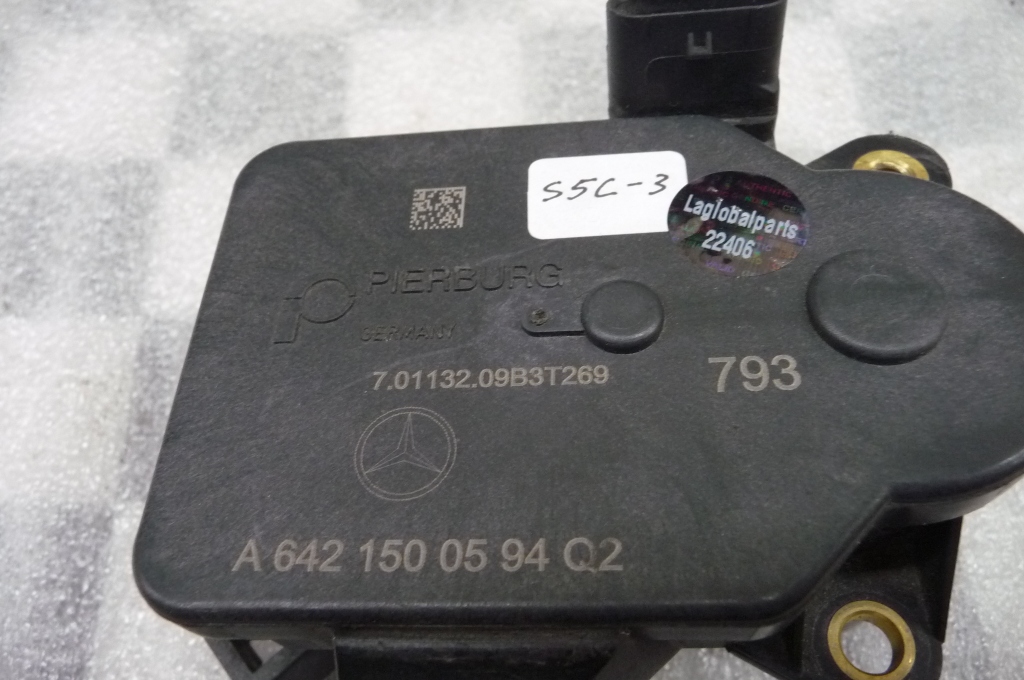 S5C-3
Laglobalparts
22406
PIERBURG
GERMANY
7.01132.09B3T269
793
A 642 150 05 94 Q2